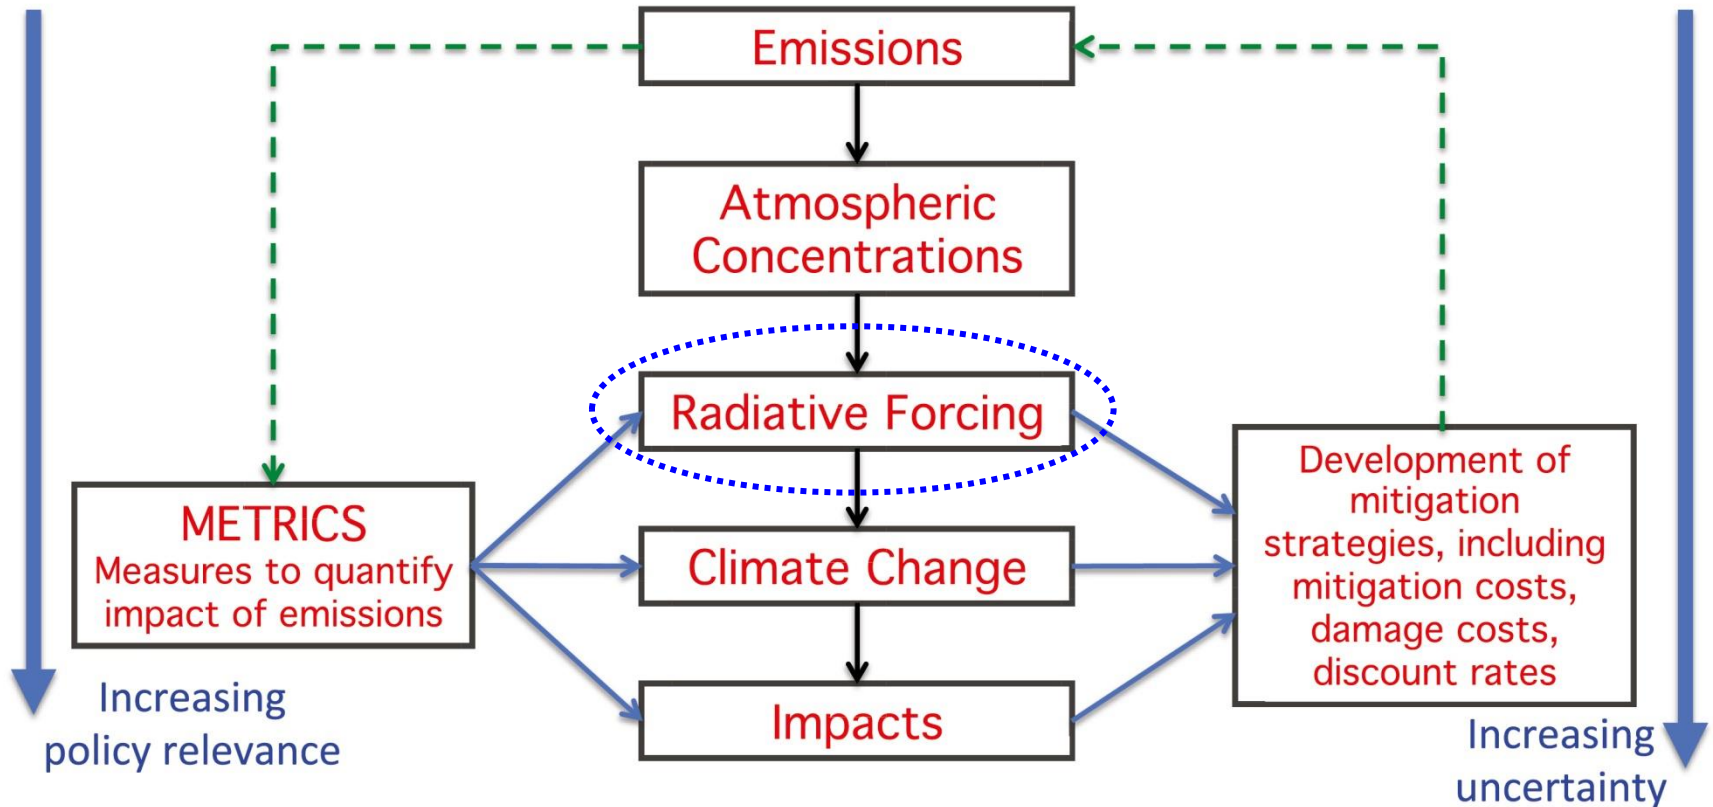 Emissions
Atmospheric
Concentrations
Radiative Forcing
METRICS
Measures to quantify
impact of emissions
Climate Change
Development of
mitigation
strategies, including
mitigation costs,
damage costs,
discount rates
Impacts
Increasing
policy relevance
Increasing
uncertainty